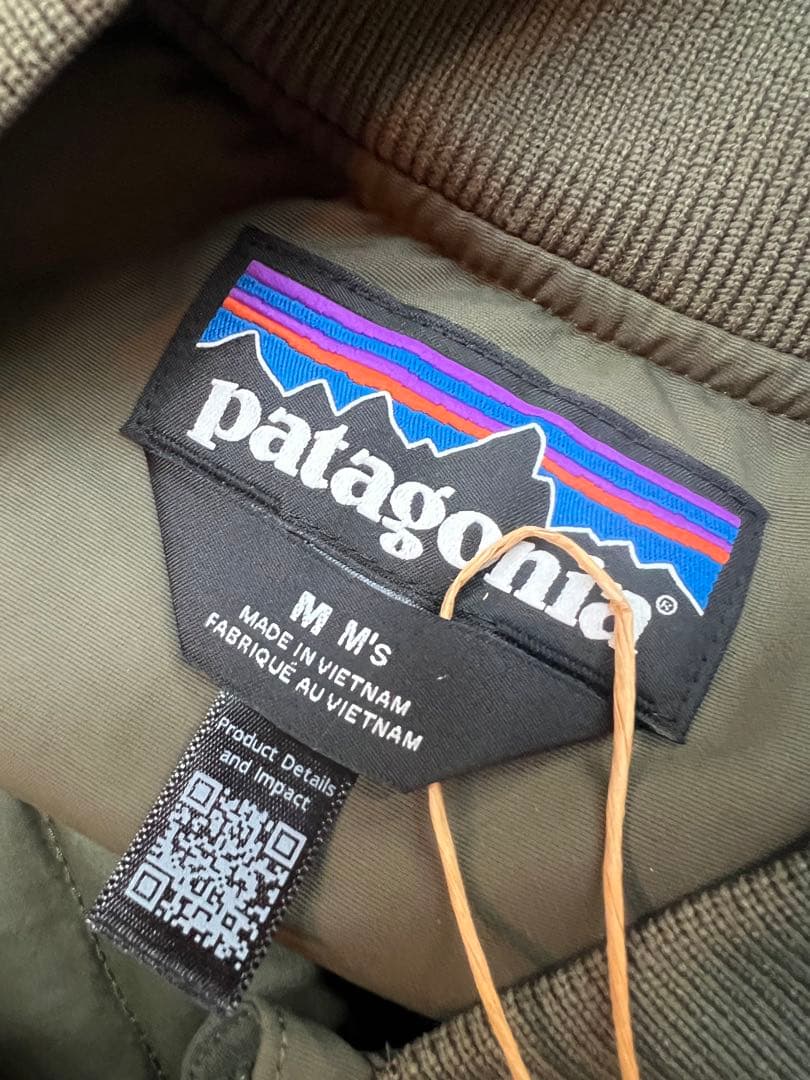 patagonia®
M M's
MADE IN VIETNAM
FABRIQUÉ AU VIETNAM
Product Details
and Impact